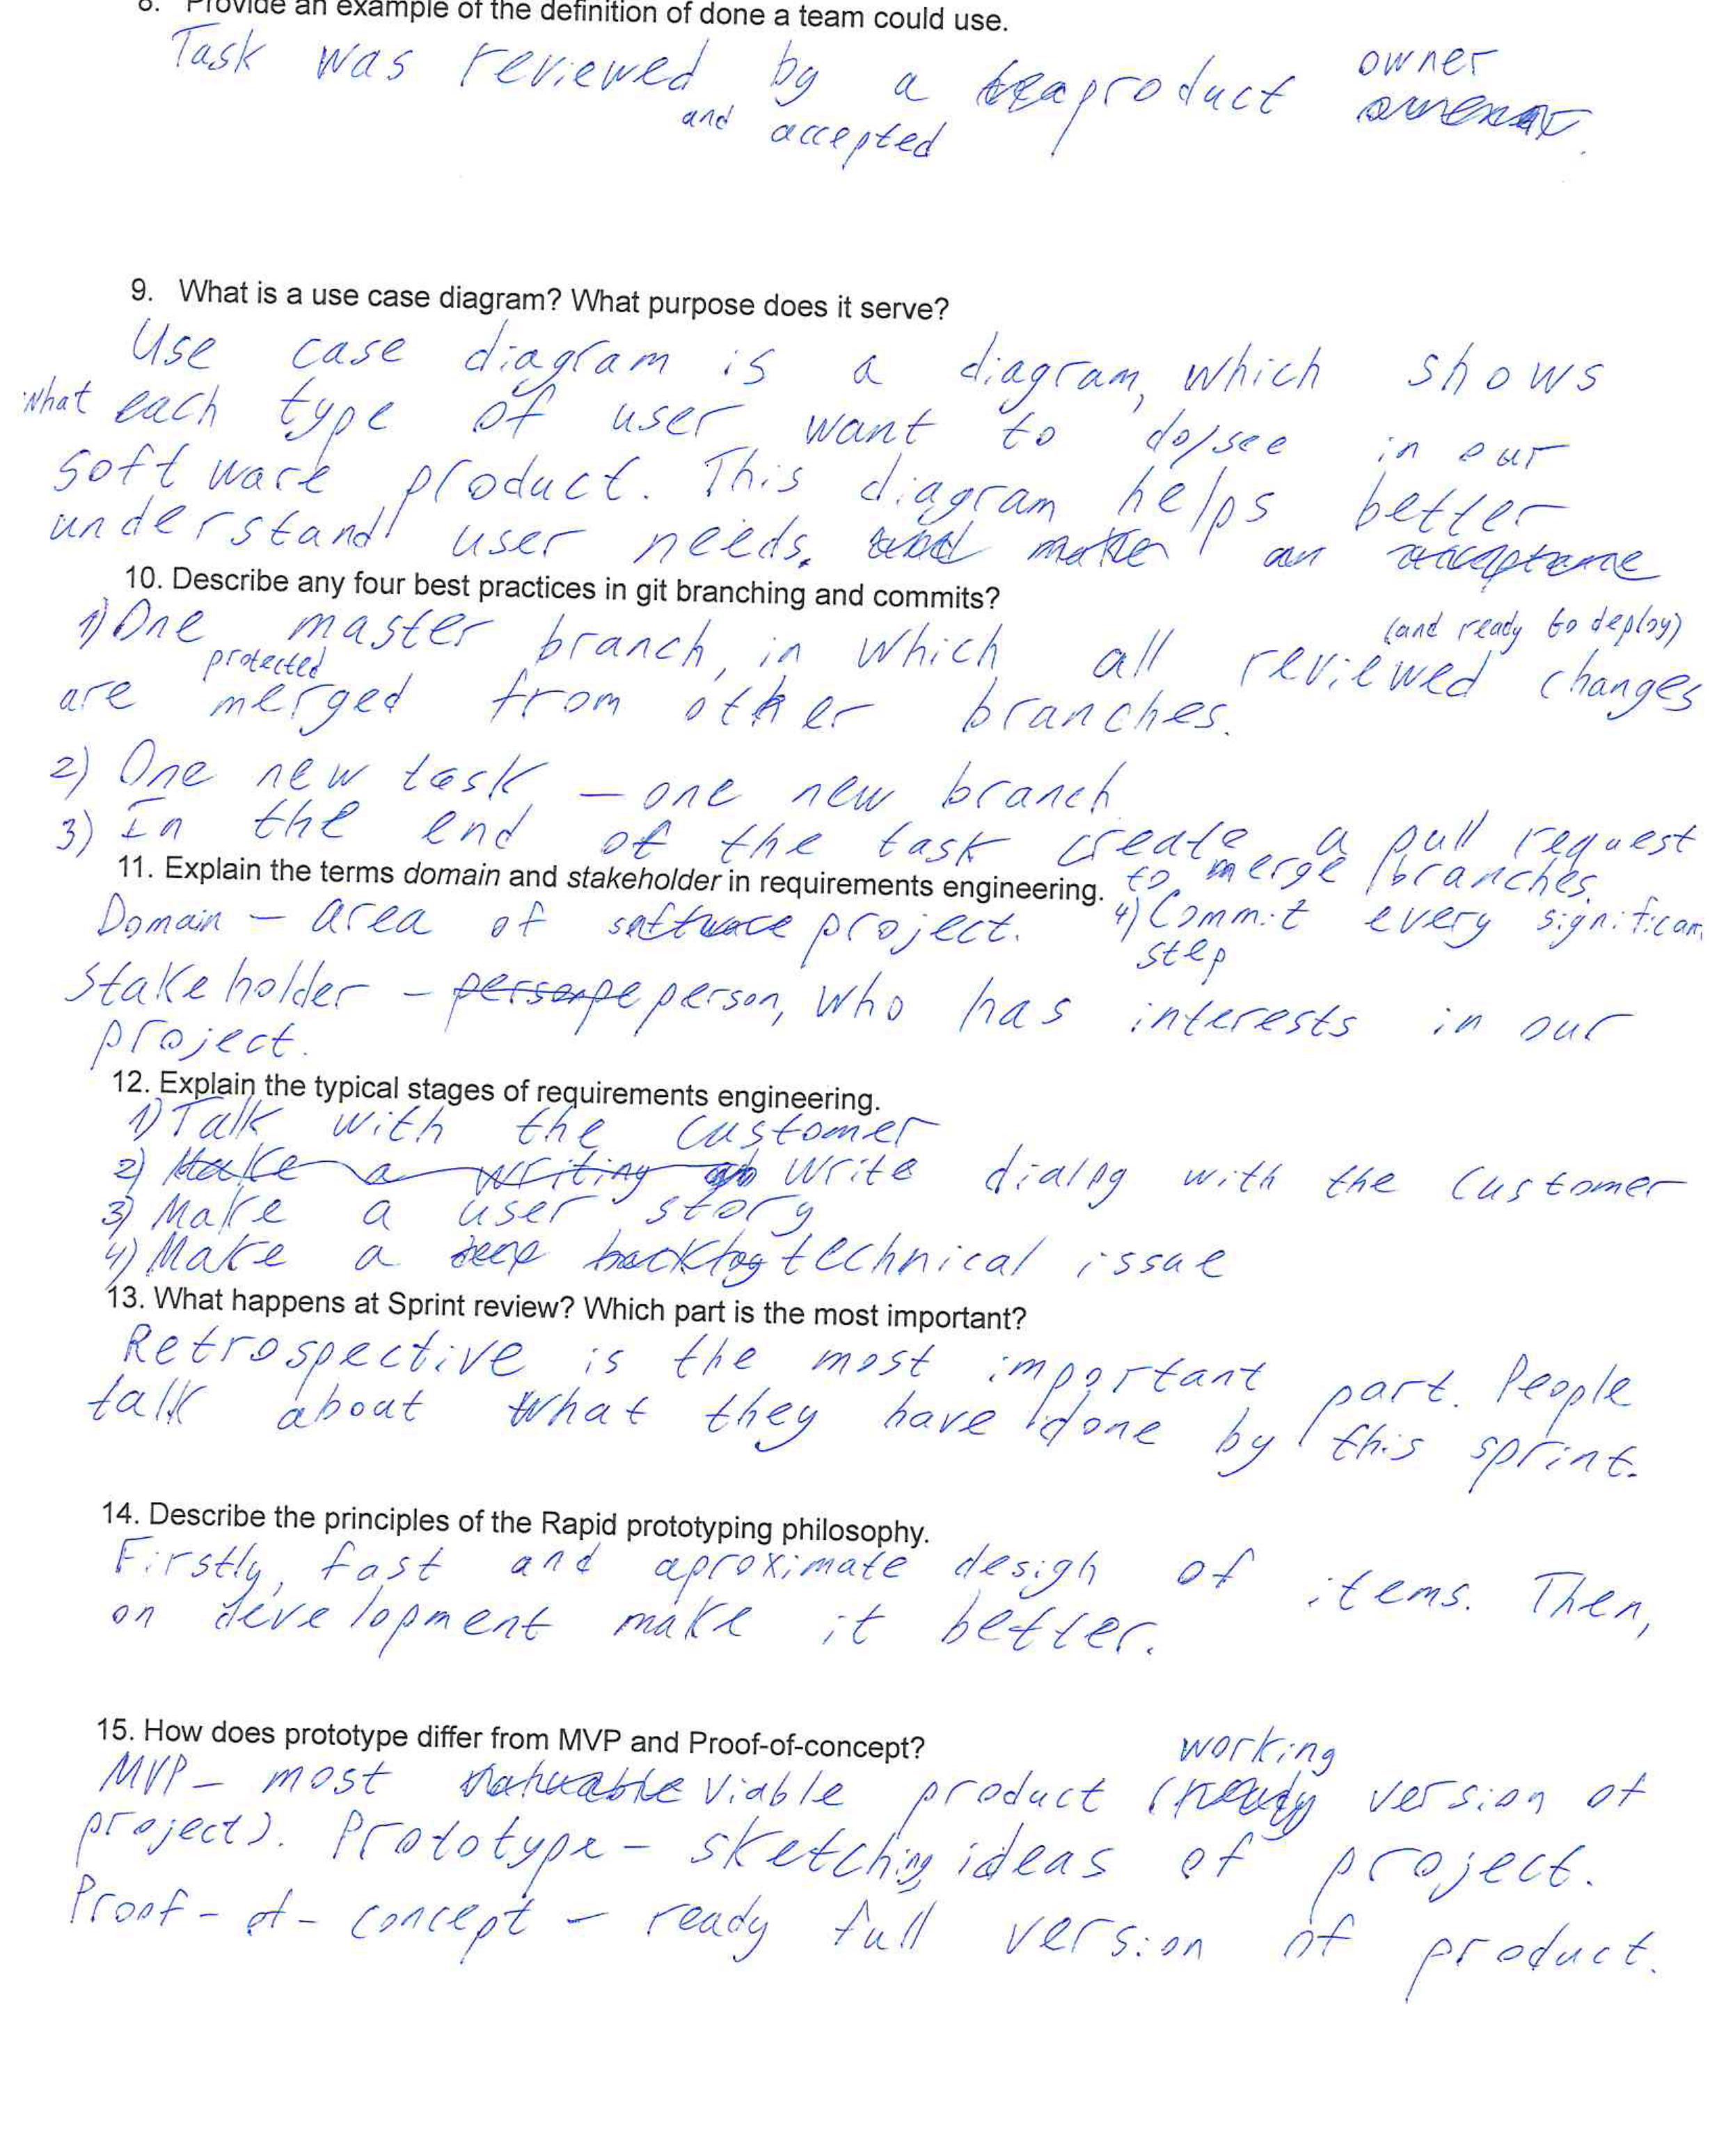 8. Provide an example of the definition of done a team could use.
owner
Task was reviewed by a product
and accepted
9. What is a use case diagram? What purpose does it serve?
Use case diagram is a diagram, which shows
what each type of user want to do/see in our
software product. This diagram helps better
understand user needs. and make an acceptame
10. Describe any four best practices in git branching and commits?
(and ready to deploy)
1) One master branch, in which all reviewed changes
protected
are merged from other branches.
2) One new task – one new branch
3) In the end of the task create a pull request
to merge branches.
11. Explain the terms domain and stakeholder in requirements engineering.
4) Commit every significan
step
Domain – area of software project.
Stakeholder – persompe person, who has interests in our
project.
12. Explain the typical stages of requirements engineering.
1) Talk with the customer
2) Make a writing Write dialog with the customer
3) Make a user story
4) Make a backlog technical issue
13. What happens at Sprint review? Which part is the most important?
Retrospective is the most important part. People
talk about what they have done by this sprint.
14. Describe the principles of the Rapid prototyping philosophy.
Firstly, fast and aproximate desigh of items. Then,
on development make it better.
15. How does prototype differ from MVP and Proof-of-concept?
working
MVP – most valuable viable product (ready version of
project). Prototype – sketching ideas of project.
Proof-of-concept – ready full version of product.